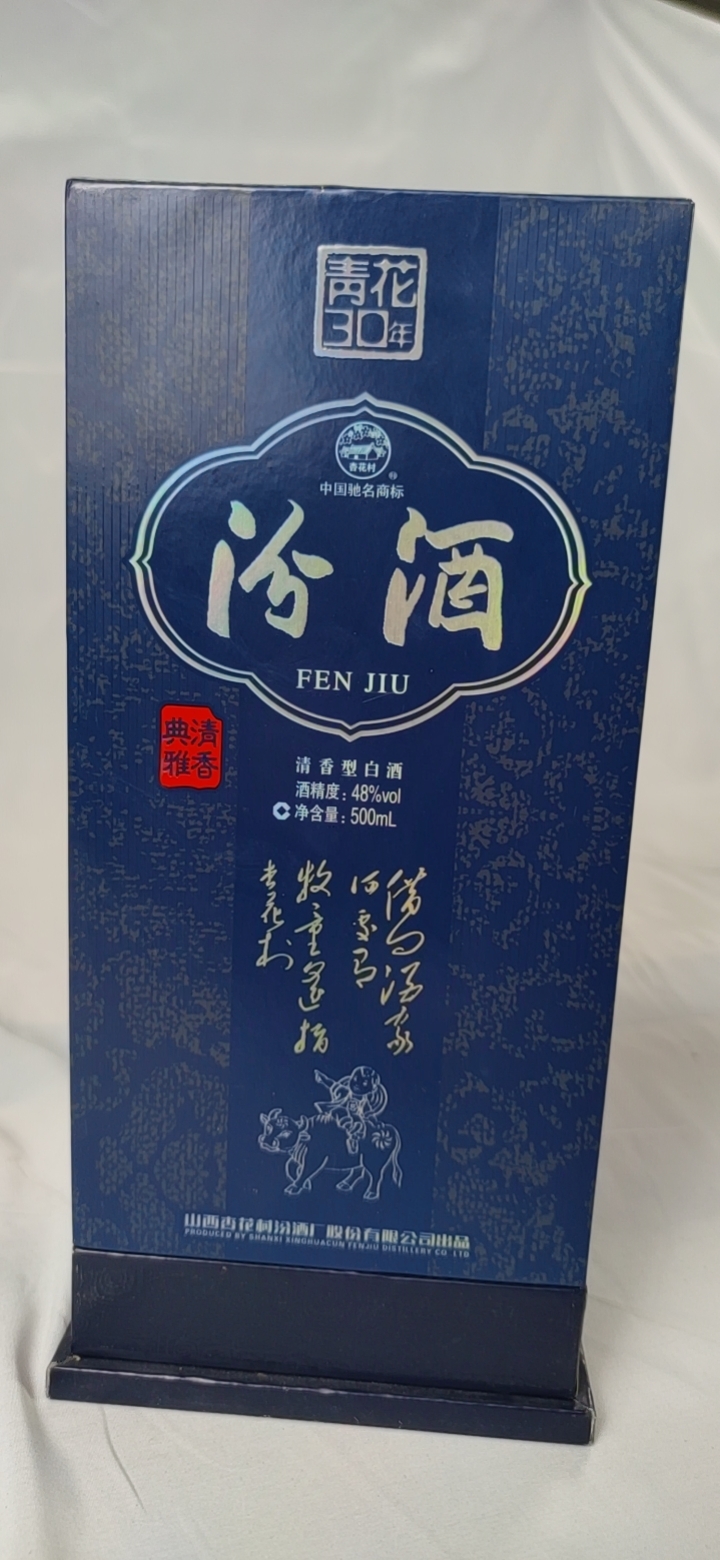 青花
30年
杏花村
®
中国驰名商标
汾酒
FEN JIU
清香
典雅
清香型白酒
酒精度：48%vol
净含量：500mL
借问酒家
何处有
牧童遥指
杏花村
山西杏花村汾酒厂股份有限公司出品
PRODUCED BY SHANXI XINGHUACUN FENJIU DISTILLERY CO. LTD